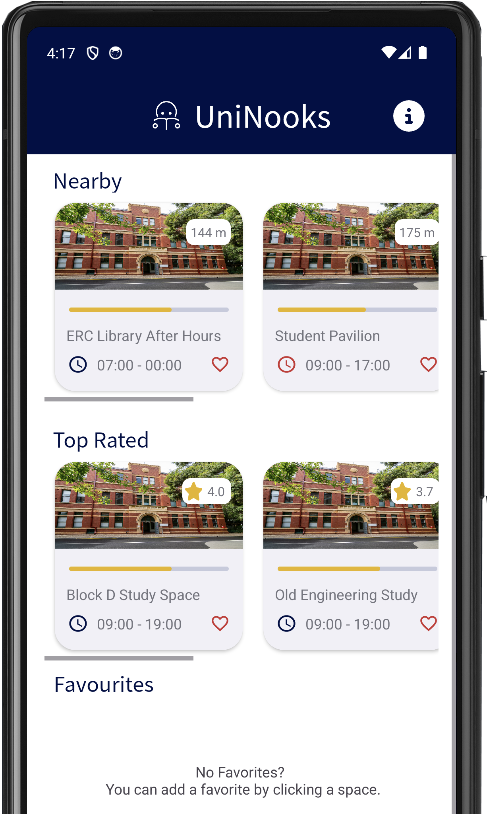 4:17
UniNooks
Nearby
144 m
175 m
ERC Library After Hours
Student Pavilion
07:00 - 00:00
09:00 - 17:00
Top Rated
4.0
3.7
Block D Study Space
Old Engineering Study
09:00 - 19:00
09:00 - 19:00
Favourites
No Favorites?
You can add a favorite by clicking a space.